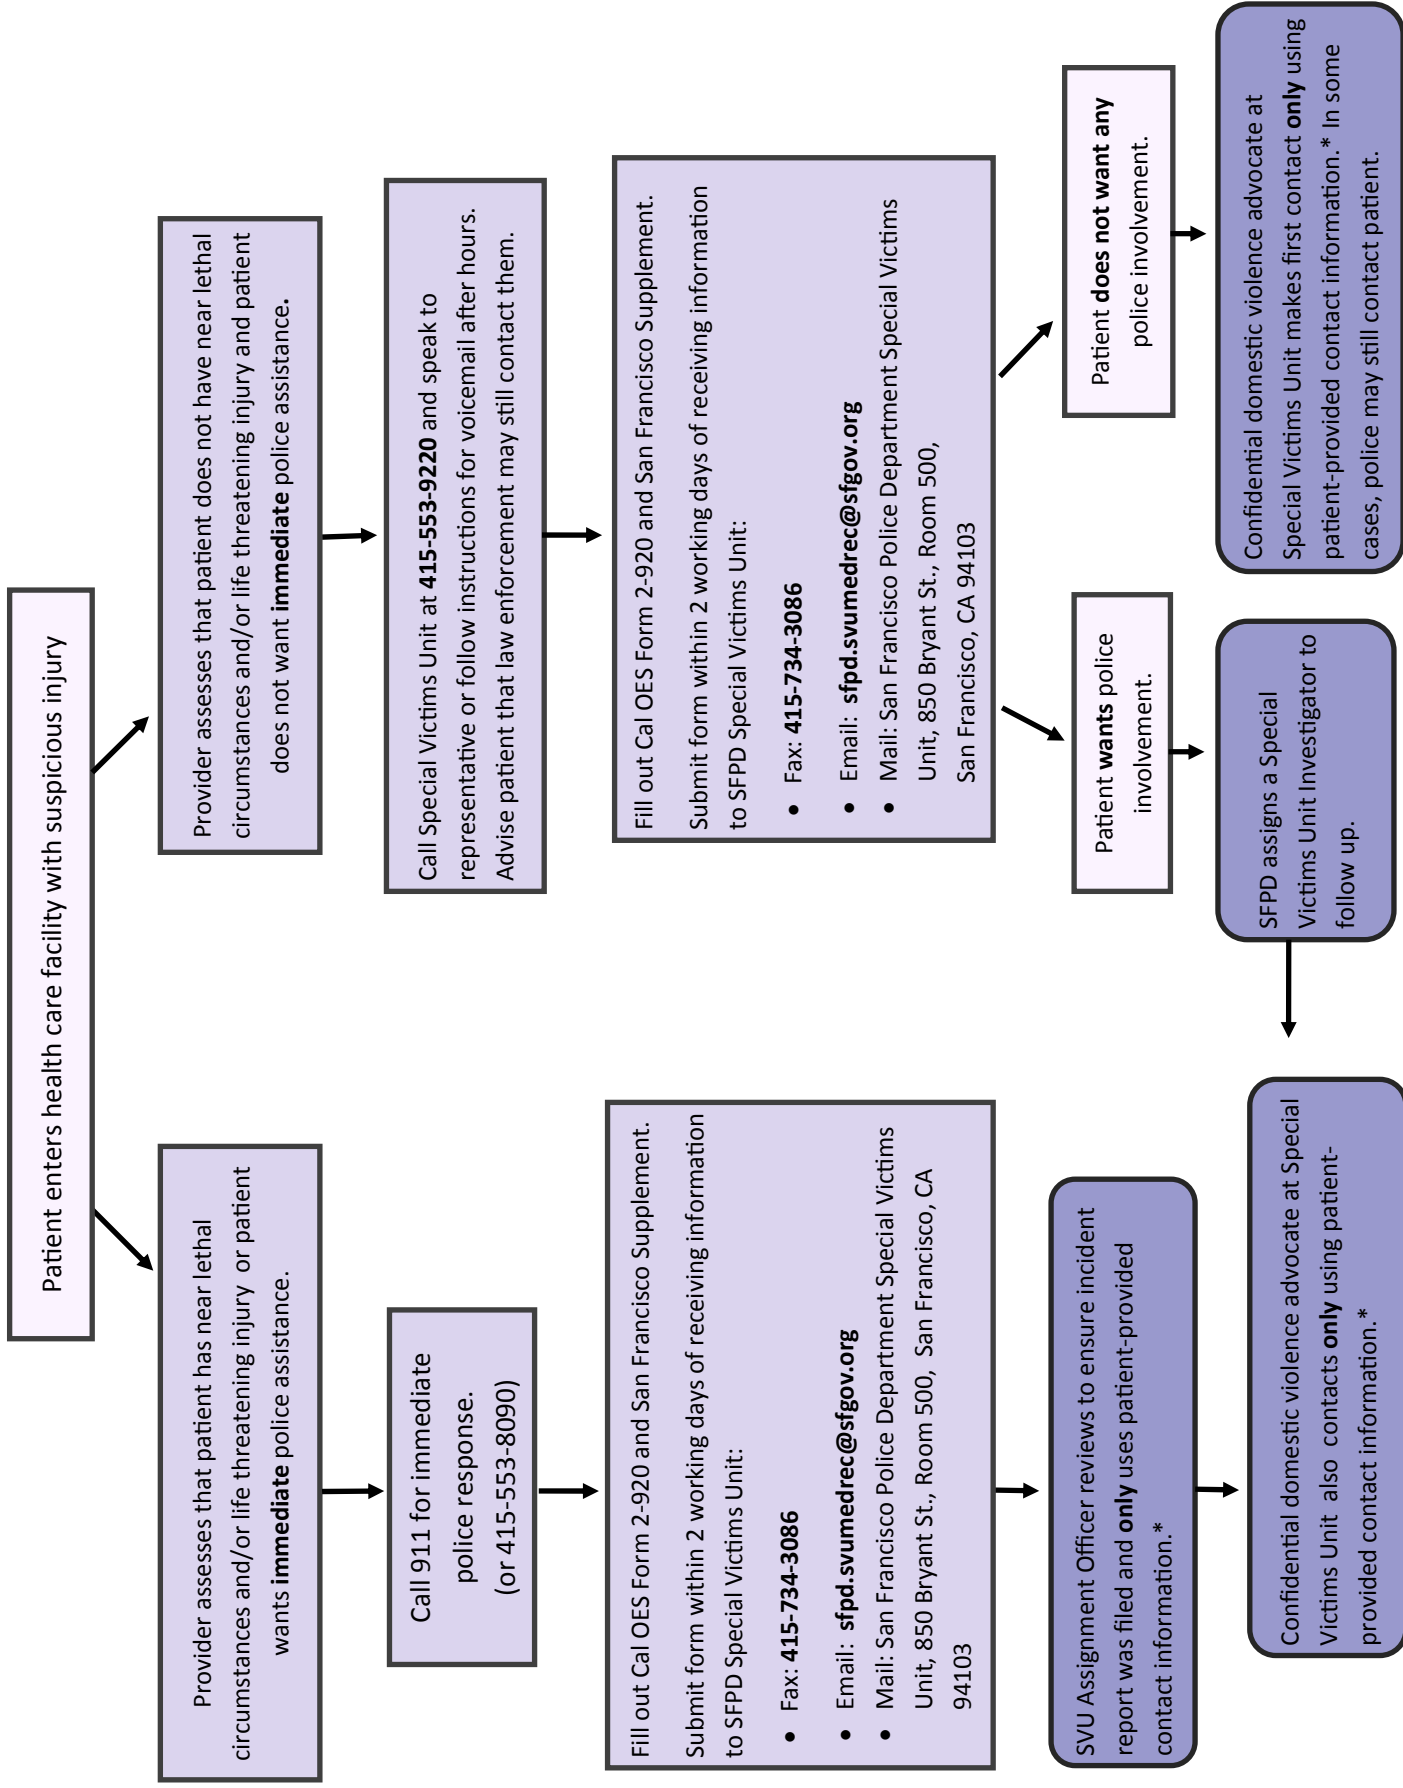 Patient enters health care facility with suspicious injury
Provider assesses that patient has near lethal
circumstances and/or life threatening injury or patient
wants immediate police assistance.
Call 911 for immediate
police response.
(or 415-553-8090)
Fill out Cal OES Form 2-920 and San Francisco Supplement.
Submit form within 2 working days of receiving information
to SFPD Special Victims Unit:
• Fax: 415-734-3086
• Email: sfpd.svumedrec@sfgov.org
• Mail: San Francisco Police Department Special Victims
Unit, 850 Bryant St., Room 500, San Francisco, CA
94103
SVU Assignment Officer reviews to ensure incident
report was filed and only uses patient-provided
contact information.*
Confidential domestic violence advocate at Special
Victims Unit also contacts only using patient-
provided contact information.*
Provider assesses that patient does not have near lethal
circumstances and/or life threatening injury and patient
does not want immediate police assistance.
Call Special Victims Unit at 415-553-9220 and speak to
representative or follow instructions for voicemail after hours.
Advise patient that law enforcement may still contact them.
Fill out Cal OES Form 2-920 and San Francisco Supplement.
Submit form within 2 working days of receiving information
to SFPD Special Victims Unit:
• Fax: 415-734-3086
• Email: sfpd.svumedrec@sfgov.org
• Mail: San Francisco Police Department Special Victims
Unit, 850 Bryant St., Room 500,
San Francisco, CA 94103
Patient wants police
involvement.
SFPD assigns a Special
Victims Unit Investigator to
follow up.
Patient does not want any
police involvement.
Confidential domestic violence advocate at
Special Victims Unit makes first contact only using
patient-provided contact information.* In some
cases, police may still contact patient.